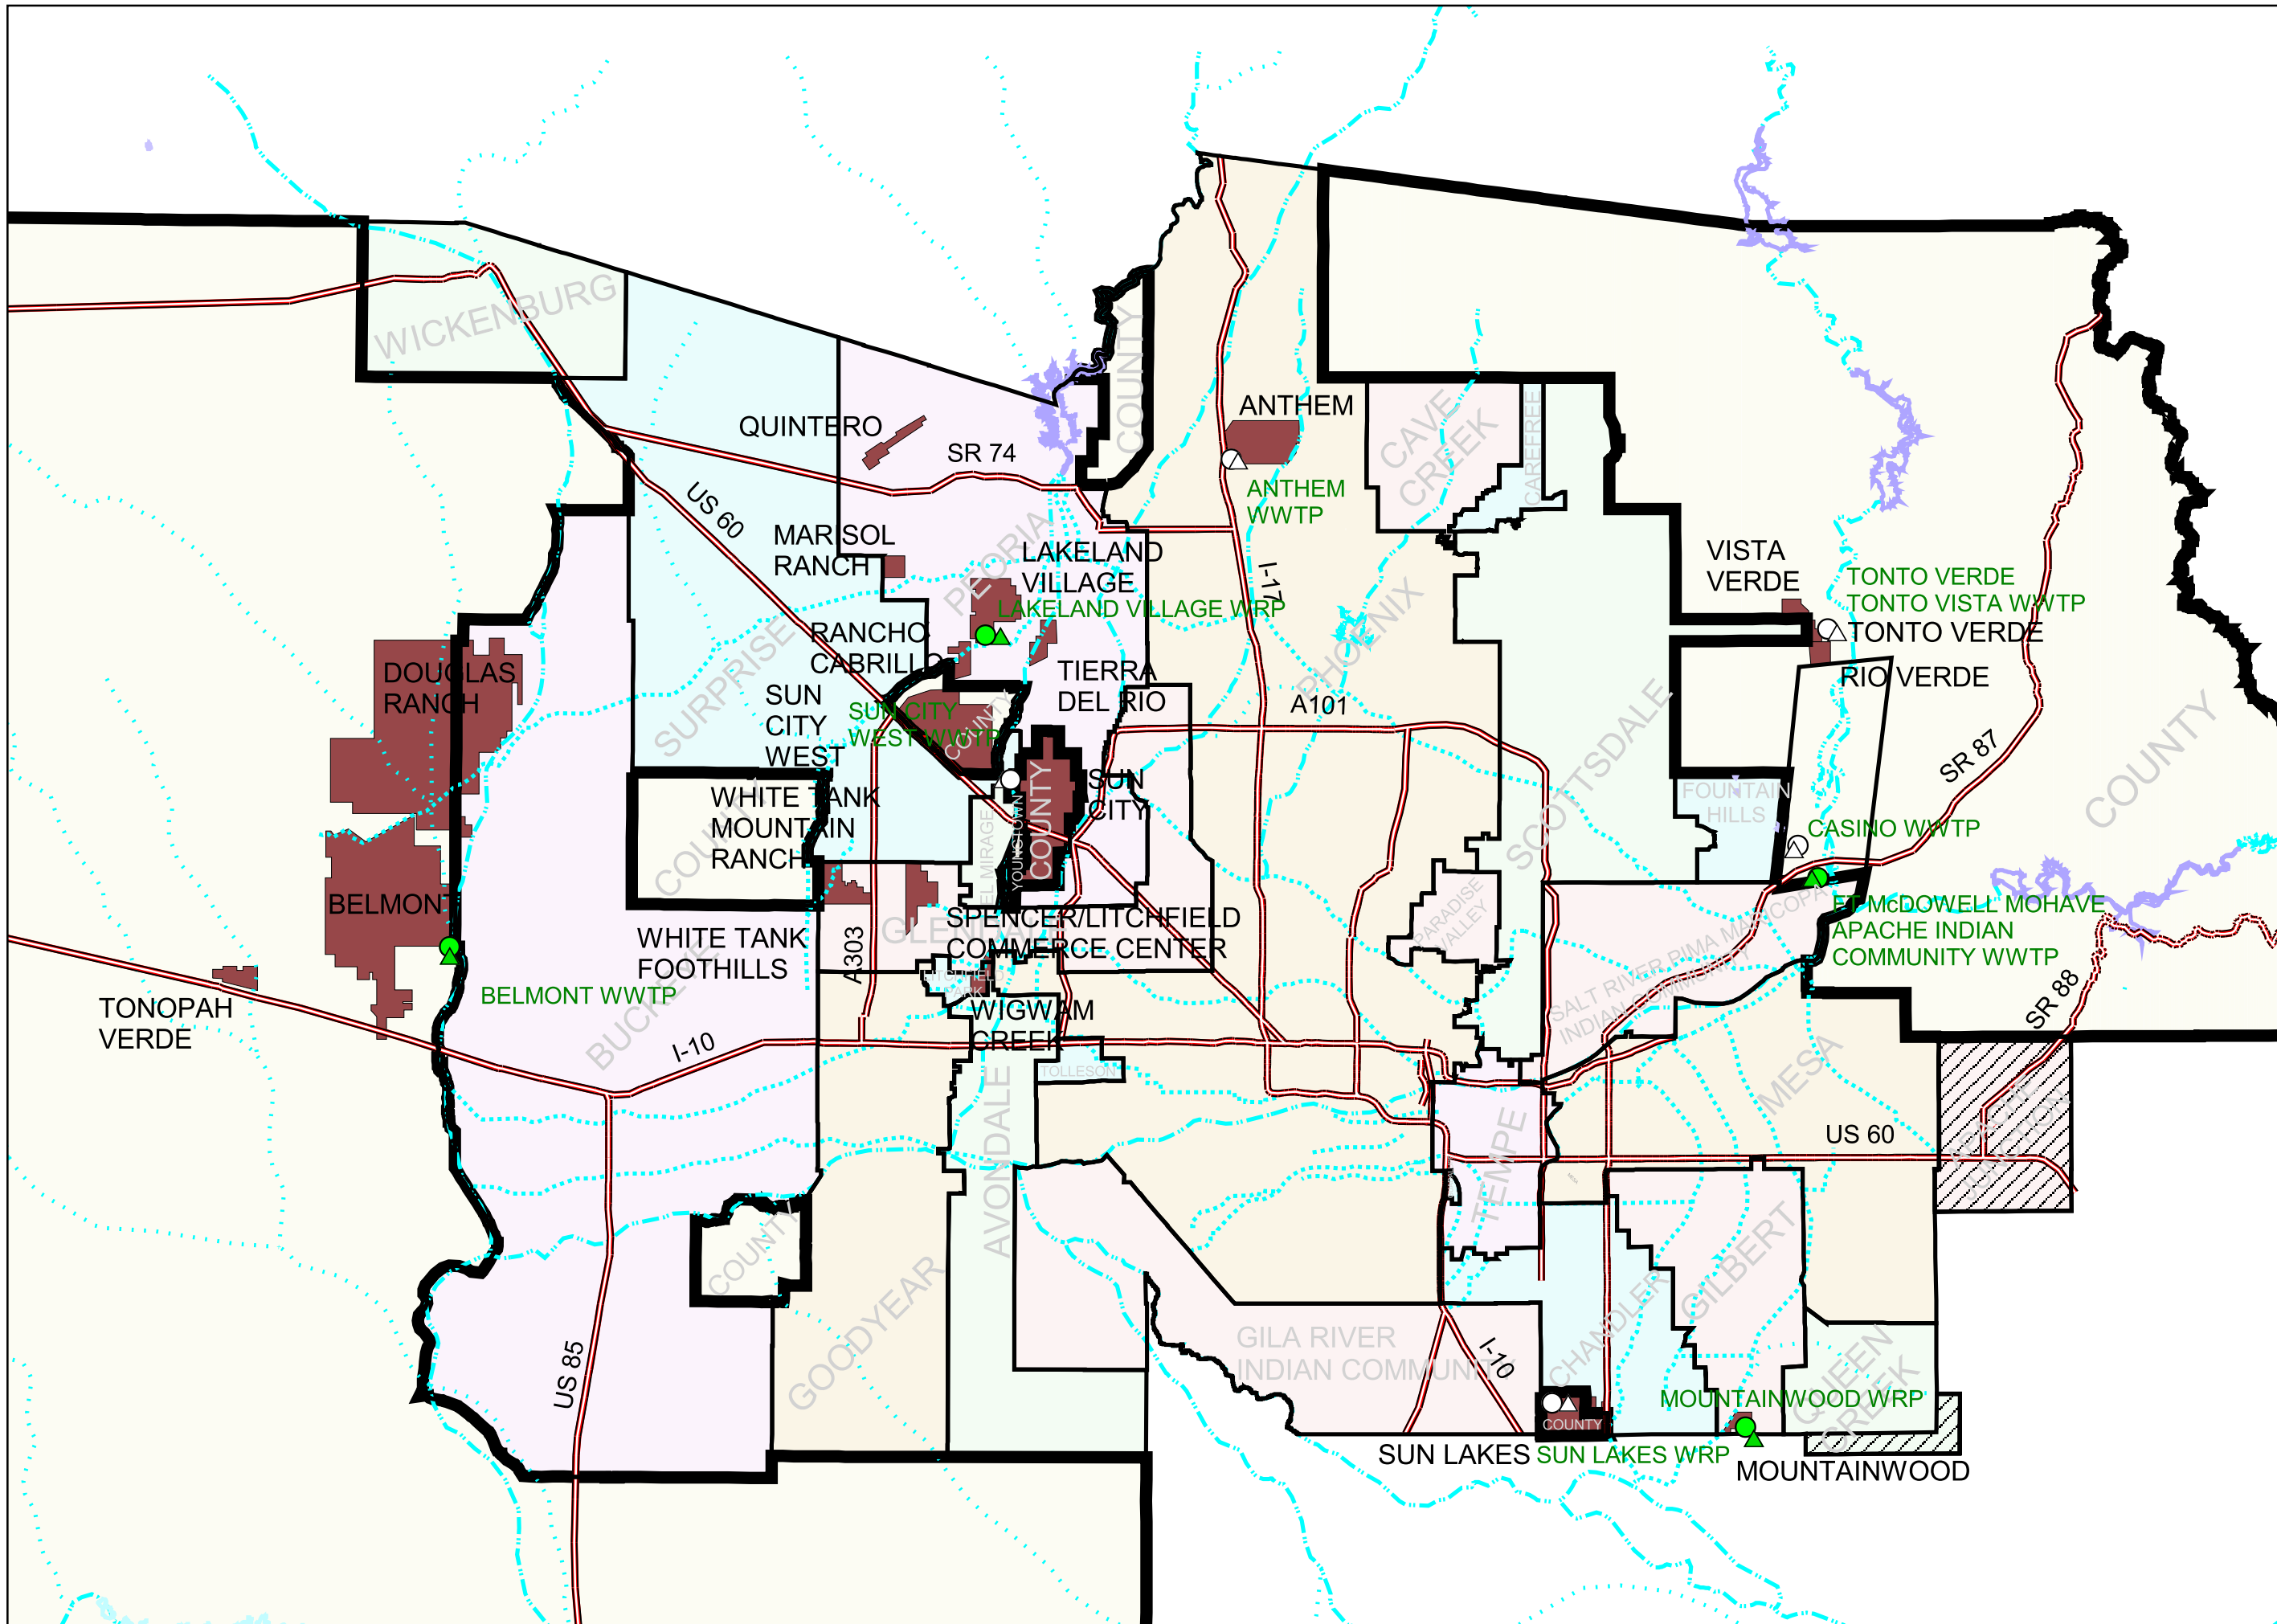 WICKENBURG
COUNTY
QUINTERO
SR 74
ANTHEM
ANTHEM
WWTP
CAVE
CREEK
CAREFREE
US 60
MARISOL
RANCH
PEORIA
LAKELAND
VILLAGE
LAKELAND VILLAGE WRP
I-17
PHOENIX
VISTA
VERDE
TONTO VERDE
TONTO VISTA WWTP
TONTO VERDE
RIO VERDE
SURPRISE
RANCHO
CABRILLO
DOUGLAS
RANCH
SUN
CITY
WEST
SUN CITY
WEST WWTP
COUNTY
TIERRA
DEL RIO
A101
SCOTTSDALE
SR 87
COUNTY
WHITE TANK
MOUNTAIN
RANCH
COUNTY
SUN
CITY
COUNTY
YOUNGTOWN
EL MIRAGE
FOUNTAIN
HILLS
CASINO WWTP
BELMONT
WHITE TANK
FOOTHILLS
A303
GLENDALE
SPENCER/LITCHFIELD
COMMERCE CENTER
PARADISE
VALLEY
FT McDOWELL MOHAVE
APACHE INDIAN
COMMUNITY WWTP
SALT RIVER PIMA MARICOPA
INDIAN COMMUNITY
LITCHFIELD
PARK
BELMONT WWTP
TONOPAH
VERDE
BUCKEYE
I-10
WIGWAM
CREEK
TOLLESON
AVONDALE
SR 88
MESA
APACHE
JUNCTION
US 60
TEMPE
COUNTY
GOODYEAR
US 85
GILA RIVER
INDIAN COMMUNITY
I-10
CHANDLER
GILBERT
QUEEN
CREEK
COUNTY
MOUNTAINWOOD WRP
SUN LAKES
SUN LAKES WRP
MOUNTAINWOOD